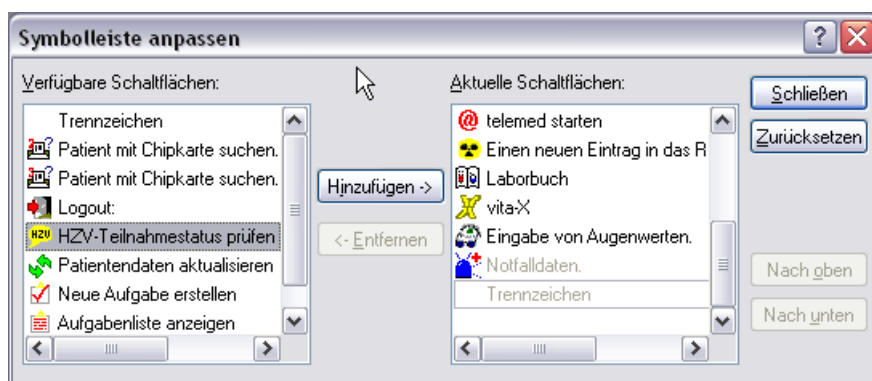 Symbolleiste anpassen
Verfügbare Schaltflächen:
Trennzeichen
Patient mit Chipkarte suchen.
Patient mit Chipkarte suchen.
Logout:
HZV HZV-Teilnahmestatus prüfen
Patientendaten aktualisieren
Neue Aufgabe erstellen
Aufgabenliste anzeigen
Hinzufügen ->
<- Entfernen
Aktuelle Schaltflächen:
@ telemed starten
Einen neuen Eintrag in das R
Laborbuch
vita-X
Eingabe von Augenwerten.
Notfalldaten.
Trennzeichen
Schließen
Zurücksetzen
Nach oben
Nach unten